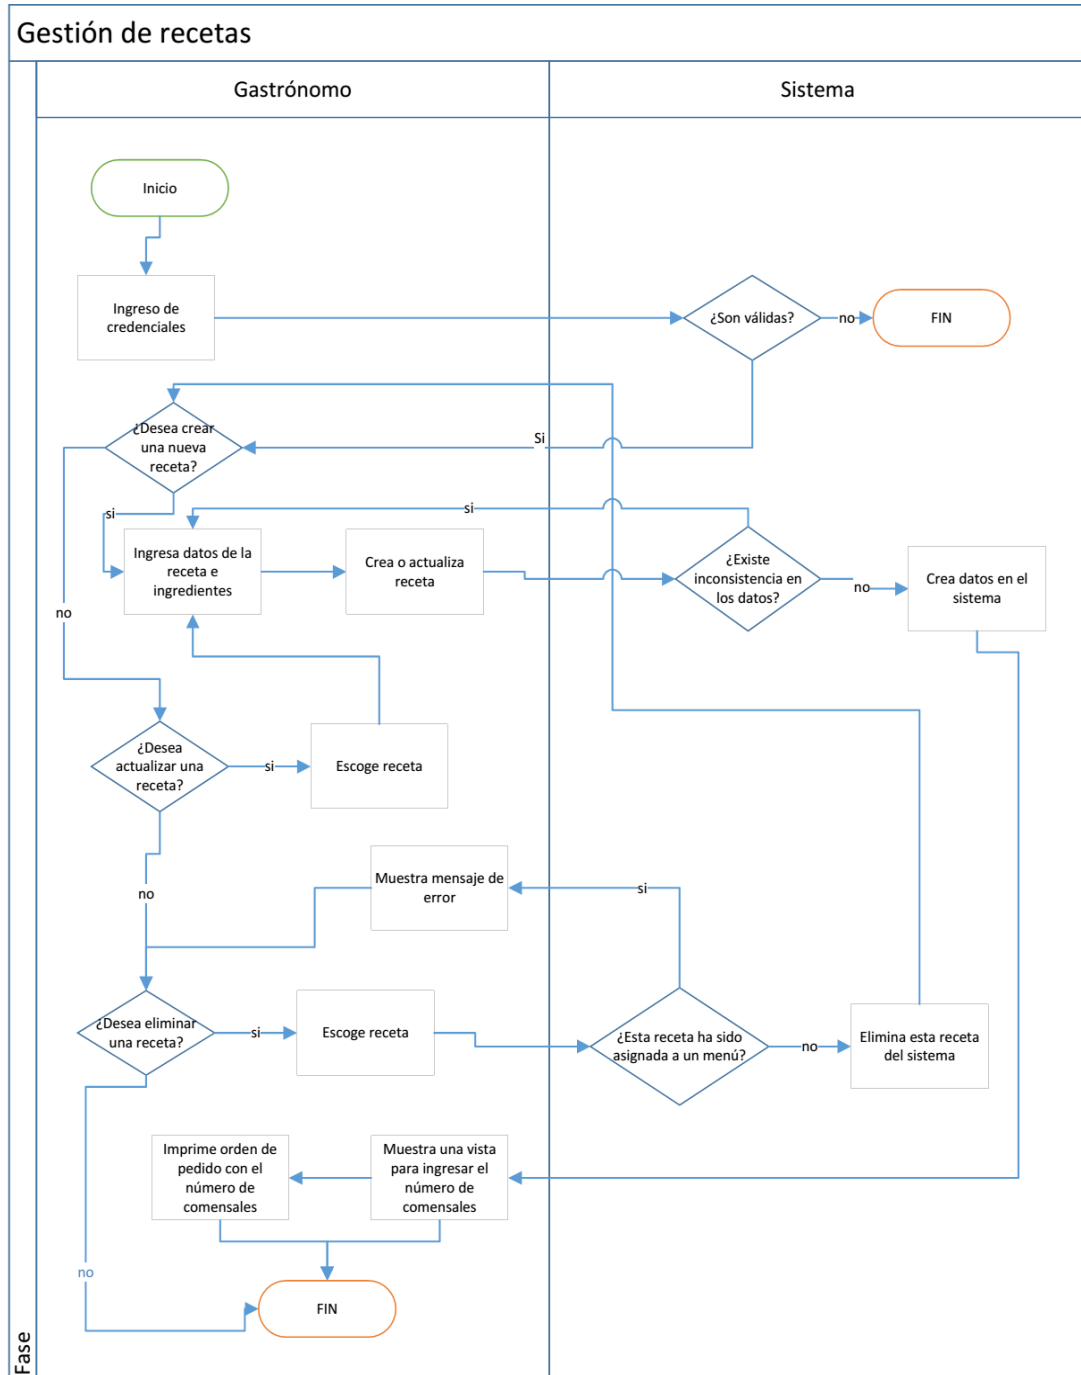 Gestión de recetas
Gastrónomo
Sistema
Inicio
Ingreso de
credenciales
¿Son válidas?
no
FIN
¿Desea crear
una nueva
receta?
Si
si
si
Ingresa datos de la
receta e
ingredientes
Crea o actualiza
receta
¿Existe
inconsistencia en
los datos?
no
Crea datos en el
sistema
no
¿Desea
actualizar una
receta?
si
Escoge receta
no
Muestra mensaje de
error
si
¿Desea eliminar
una receta?
si
Escoge receta
¿Esta receta ha sido
asignada a un menú?
no
Elimina esta receta
del sistema
Imprime orden de
pedido con el
número de
comensales
Muestra una vista
para ingresar el
número de
comensales
no
FIN
Fase